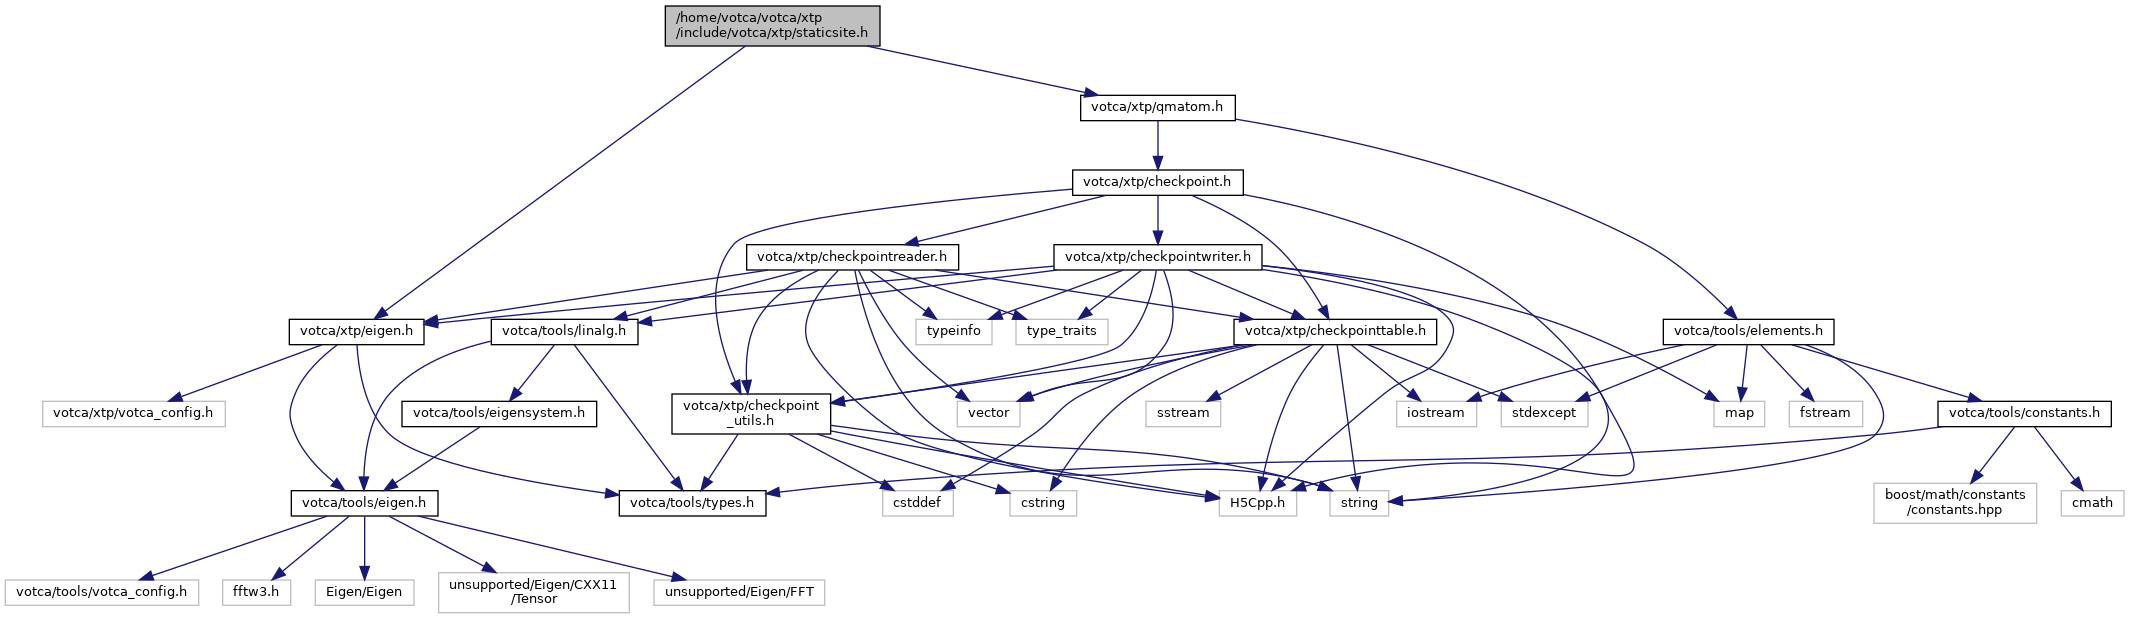 /home/votca/votca/xtp
/include/votca/xtp/staticsite.h
votca/xtp/qmatom.h
votca/xtp/checkpoint.h
votca/xtp/checkpointreader.h
votca/xtp/checkpointwriter.h
votca/xtp/eigen.h
votca/tools/linalg.h
typeinfo
type_traits
votca/xtp/checkpointtable.h
votca/tools/elements.h
votca/xtp/votca_config.h
votca/tools/eigensystem.h
votca/xtp/checkpoint
_utils.h
vector
sstream
iostream
stdexcept
map
fstream
votca/tools/constants.h
votca/tools/eigen.h
votca/tools/types.h
cstddef
cstring
H5Cpp.h
string
boost/math/constants
/constants.hpp
cmath
votca/tools/votca_config.h
fftw3.h
Eigen/Eigen
unsupported/Eigen/CXX11
/Tensor
unsupported/Eigen/FFT